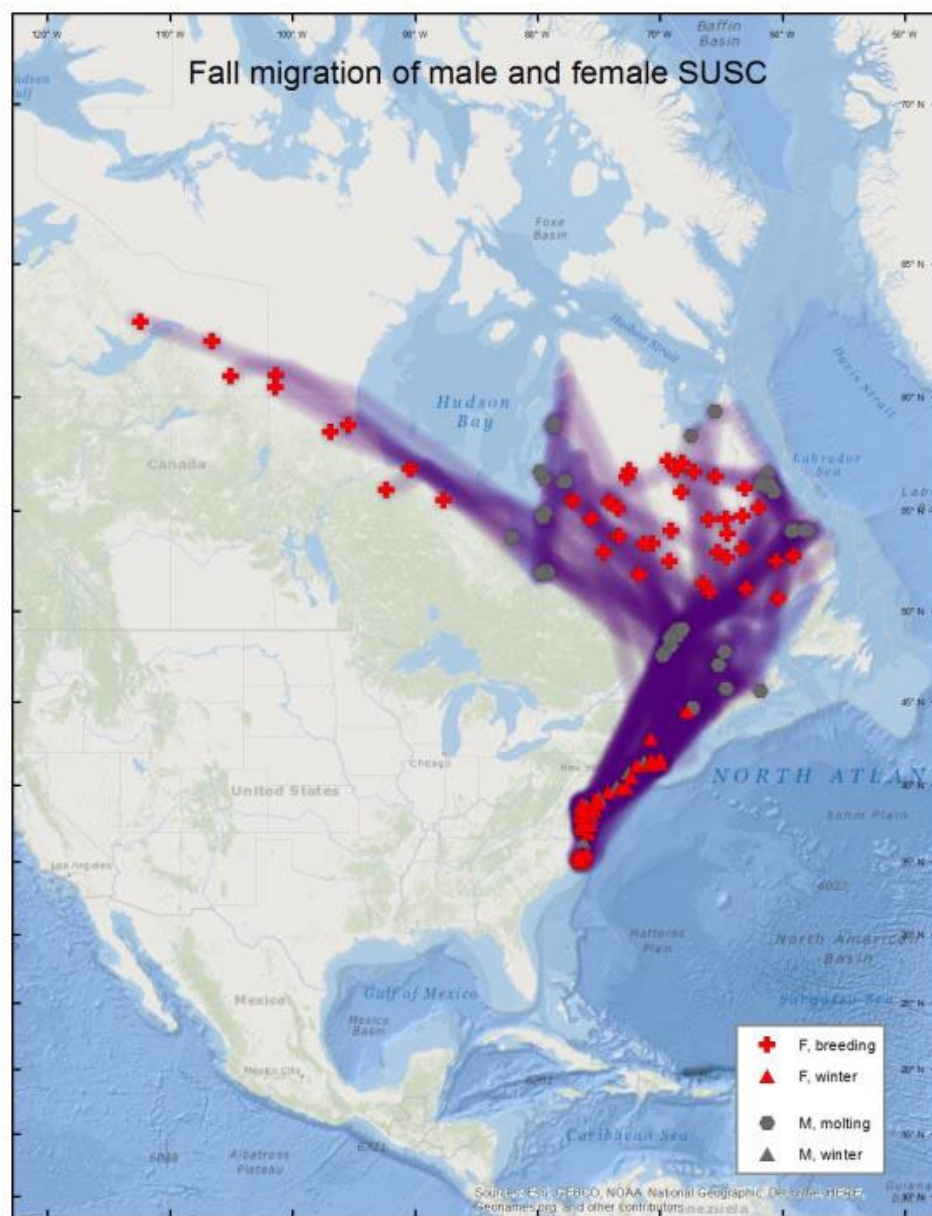 120° W 110° W 100° W 90° W 80° W 70° W 60° W 50° W
Baffin
Basin
Fall migration of male and female SUSC
70° N
Foxe
Basin
65° N
Hudson Strait
Davis Strait
60° N
Hudson
Bay
Labrador
Sea
Canada
55° N
50° N
45° N
Chicago
NORTH ATLAN
40° N
United States
Sohm Plain
35° N
Los Angeles
Hatteras
Plain
North American
Basin
Sargasso Sea
Gulf of Mexico
25° N
Mexico
Mexico
Basin
F, breeding
F, winter
M, molting
M, winter
20° N
Mexico City
Caribbean Sea
15° N
Albatross
Plateau
Sources: Esri, GEBCO, NOAA, National Geographic, DeLorme, HERE,
Geonames.org, and other contributors